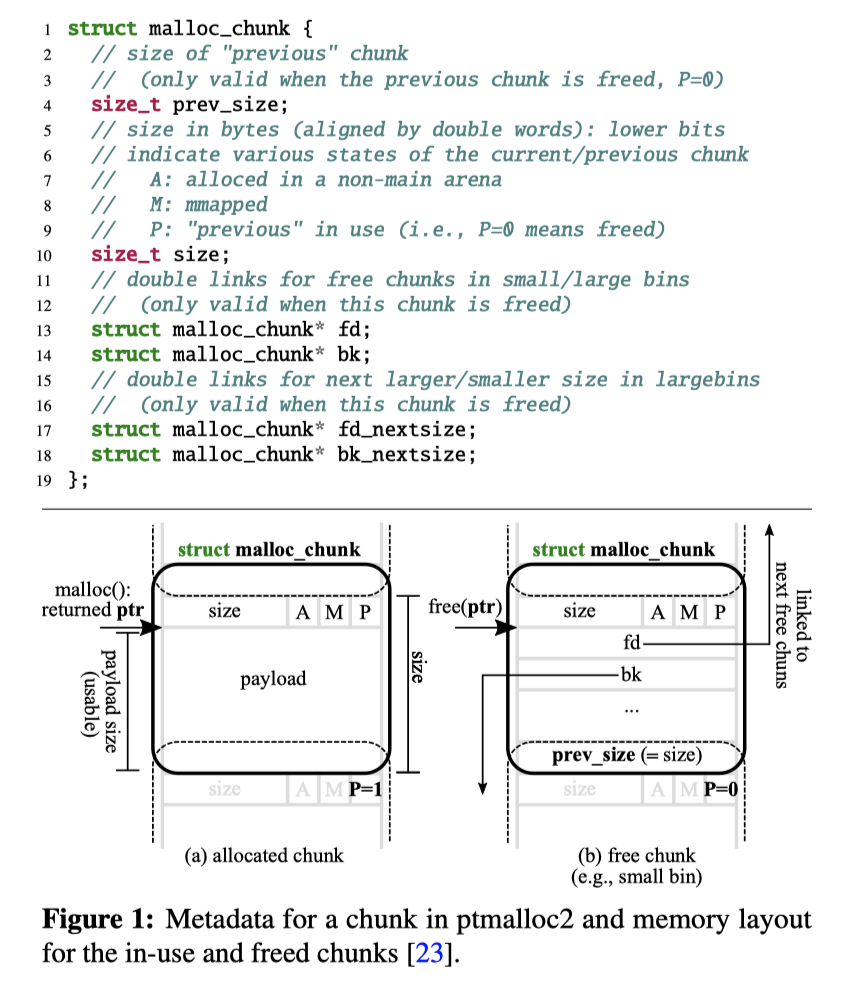 1 struct malloc_chunk {
2 // size of "previous" chunk
3 //  (only valid when the previous chunk is freed, P=0)
4 size_t prev_size;
5 // size in bytes (aligned by double words): lower bits
6 // indicate various states of the current/previous chunk
7 //   A: alloced in a non-main arena
8 //   M: mmapped
9 //   P: "previous" in use (i.e., P=0 means freed)
10 size_t size;
11 // double links for free chunks in small/large bins
12 //  (only valid when this chunk is freed)
13 struct malloc_chunk* fd;
14 struct malloc_chunk* bk;
15 // double links for next larger/smaller size in largebins
16 //  (only valid when this chunk is freed)
17 struct malloc_chunk* fd_nextsize;
18 struct malloc_chunk* bk_nextsize;
19 };
struct malloc_chunk
malloc():
returned ptr
size A M P
payload
payload size
(usable)
size
size A M P=1
(a) allocated chunk
struct malloc_chunk
free(ptr)
size A M P
fd
bk
...
prev_size (= size)
size A M P=0
linked to
next free chuns
(b) free chunk
(e.g., small bin)
Figure 1: Metadata for a chunk in ptmalloc2 and memory layout
for the in-use and freed chunks [23].